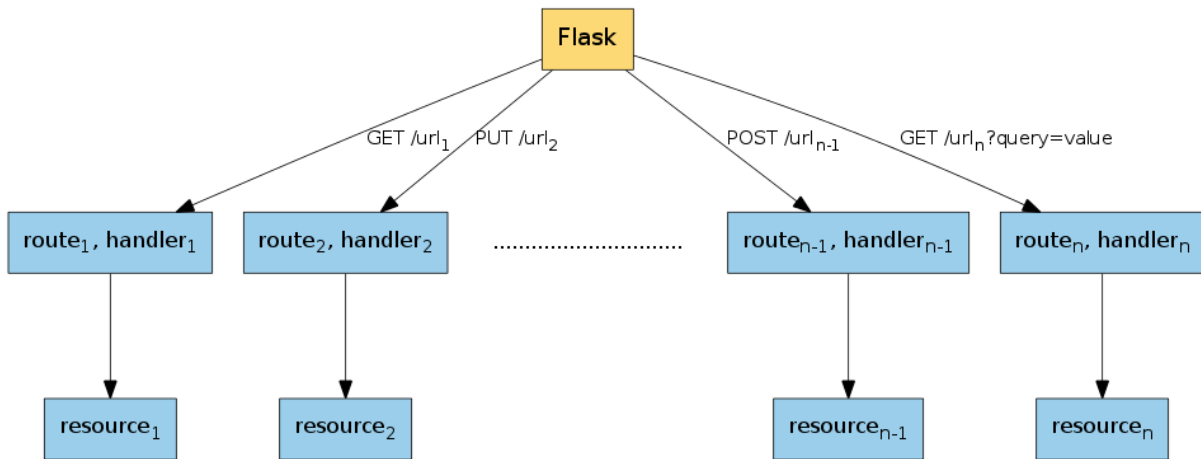 Flask
GET /url₁
PUT /url₂
POST /urlₙ₋₁
GET /urlₙ?query=value
route₁, handler₁
route₂, handler₂
...............................
routeₙ₋₁, handlerₙ₋₁
routeₙ, handlerₙ
resource₁
resource₂
resourceₙ₋₁
resourceₙ